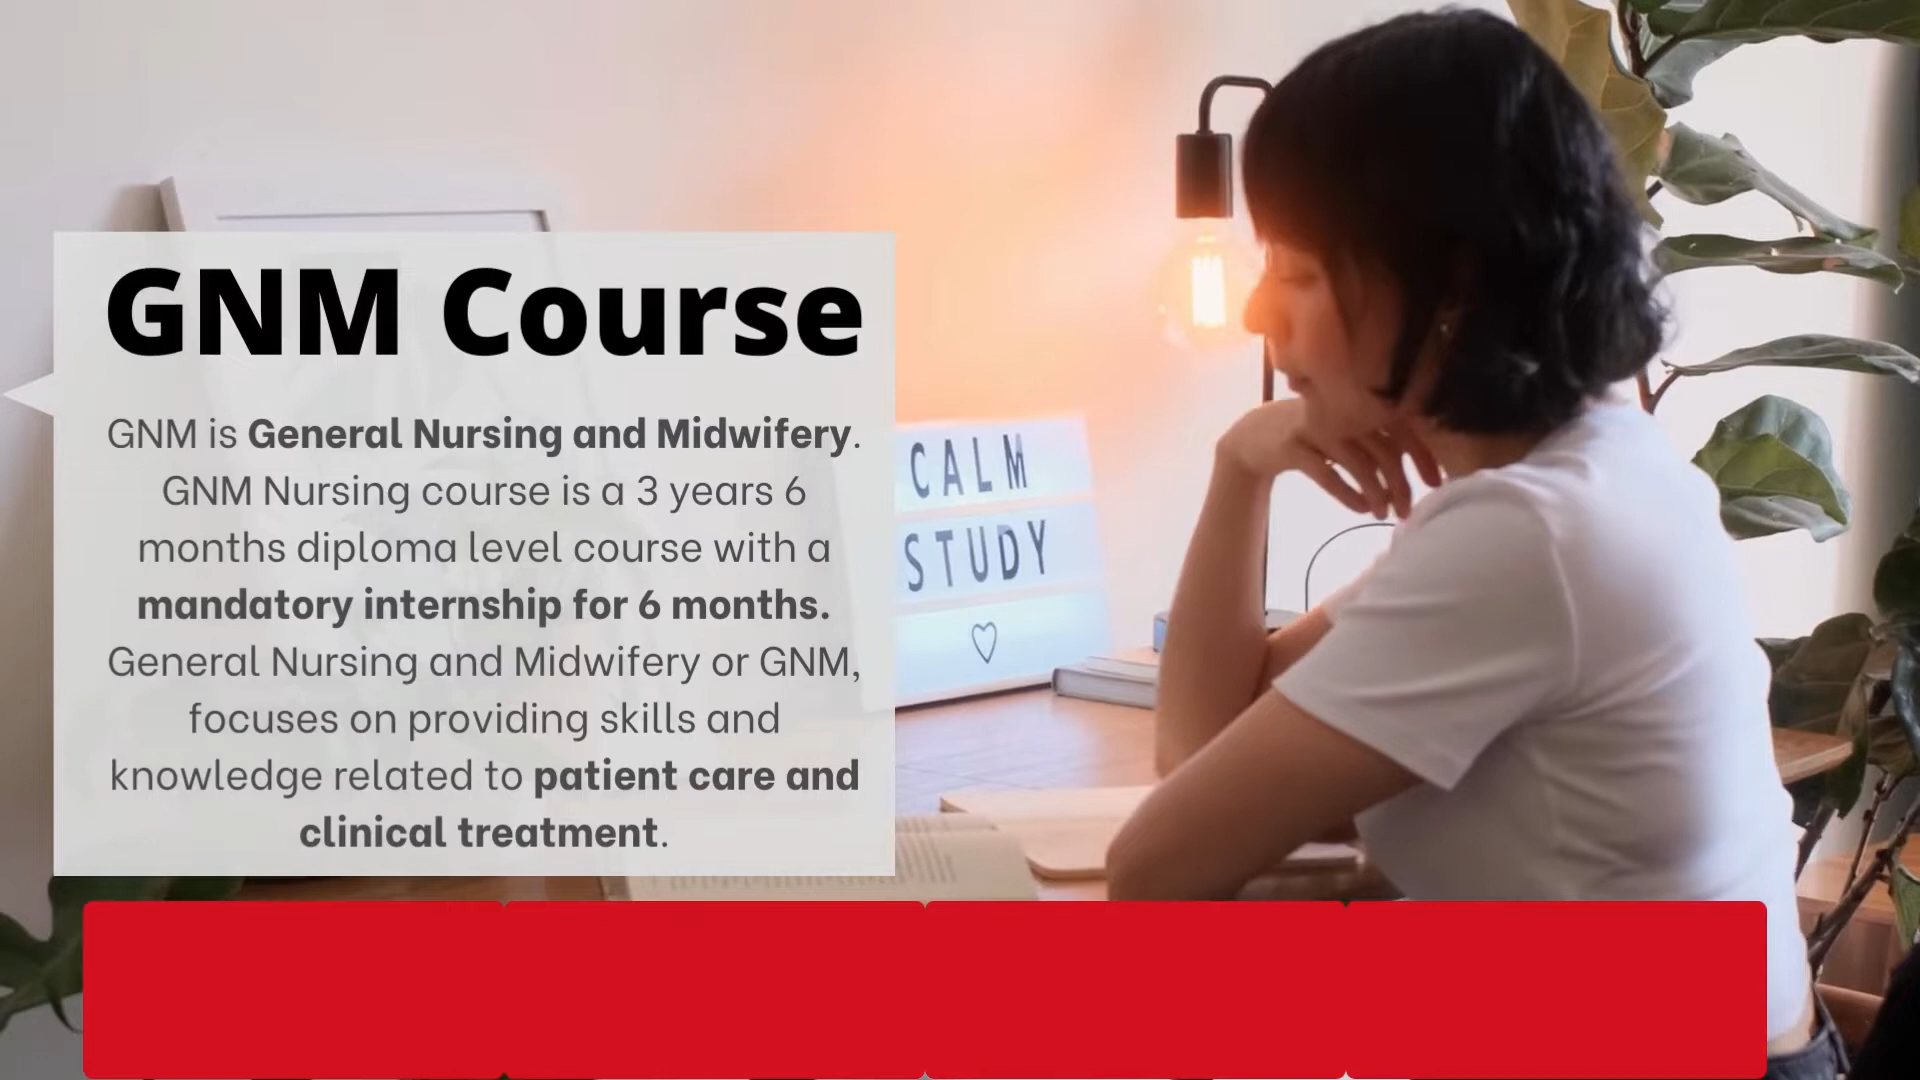 GNM Course
GNM is General Nursing and Midwifery.
GNM Nursing course is a 3 years 6
months diploma level course with a
mandatory internship for 6 months.
General Nursing and Midwifery or GNM,
focuses on providing skills and
knowledge related to patient care and
clinical treatment.
CALM
STUDY